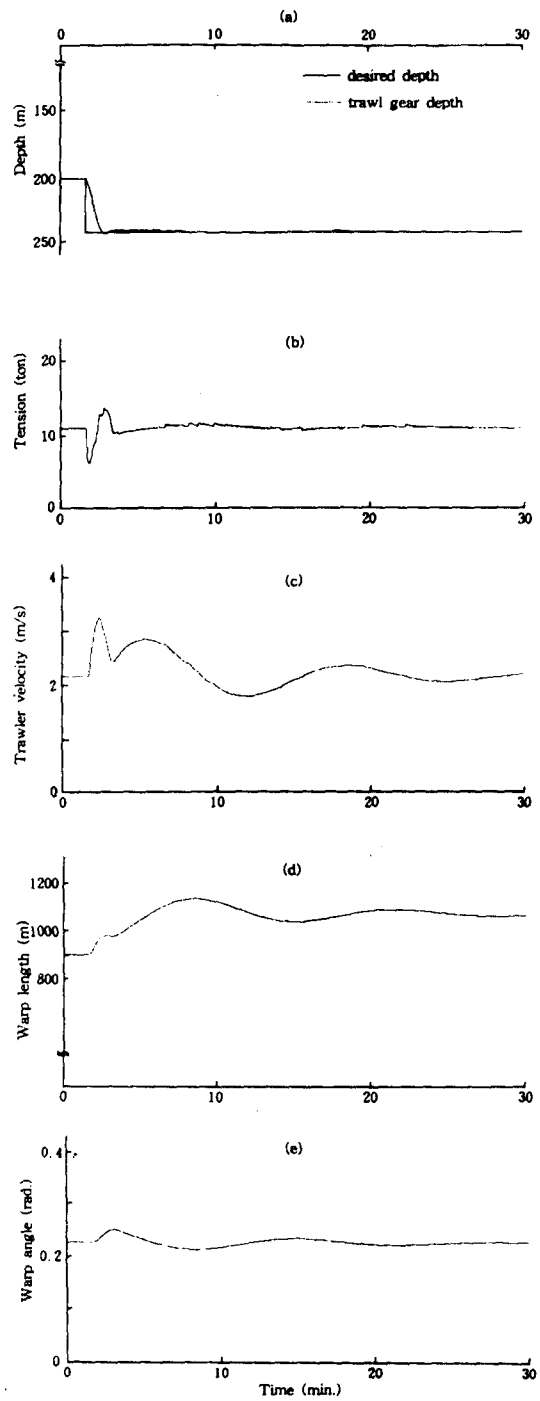 (a)
0 10 20 30
desired depth
trawl gear depth
150
200
250
Depth (m)
(b)
20
10
0
Tension (ton)
0 10 20 30
(c)
4
2
0
Trawler velocity (m/s)
0 10 20 30
(d)
1200
1000
800
Warp length (m)
0 10 20 30
(e)
0.4
0.2
0
Warp angle (rad.)
0 10 20 30
Time (min.)